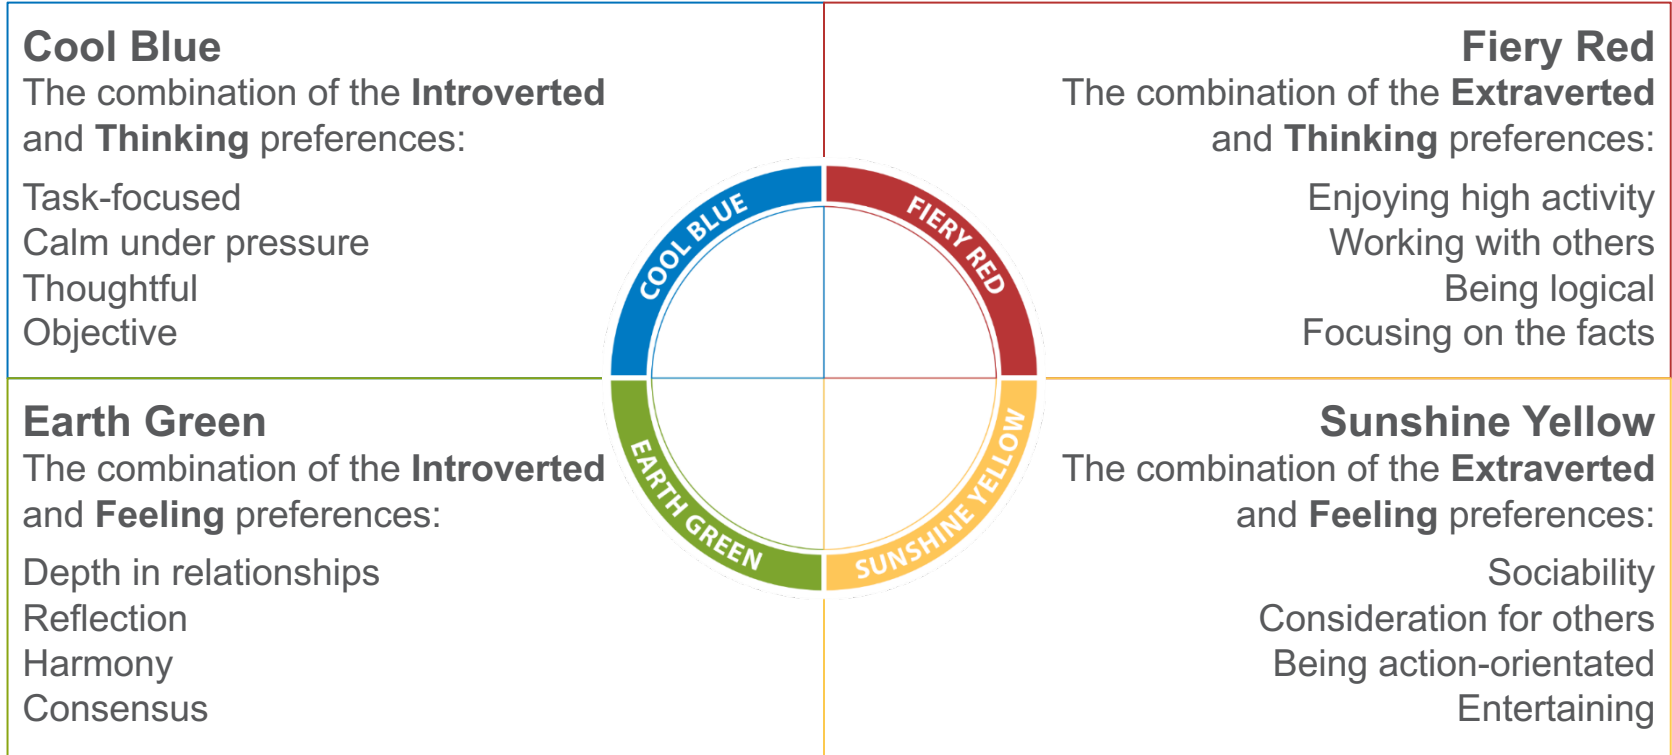 Cool Blue
The combination of the Introverted
and Thinking preferences:
Task-focused
Calm under pressure
Thoughtful
Objective
Fiery Red
The combination of the Extraverted
and Thinking preferences:
Enjoying high activity
Working with others
Being logical
Focusing on the facts
COOL BLUE
FIERY RED
EARTH GREEN
SUNSHINE YELLOW
Earth Green
The combination of the Introverted
and Feeling preferences:
Depth in relationships
Reflection
Harmony
Consensus
Sunshine Yellow
The combination of the Extraverted
and Feeling preferences:
Sociability
Consideration for others
Being action-orientated
Entertaining